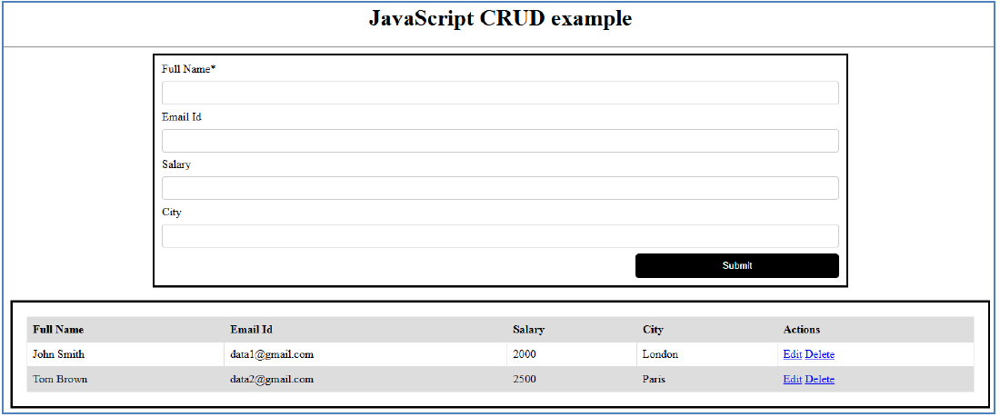 JavaScript CRUD example
Full Name*
Email Id
Salary
City
Submit
Full Name Email Id Salary City Actions
John Smith data1@gmail.com 2000 London Edit Delete
Tom Brown data2@gmail.com 2500 Paris Edit Delete